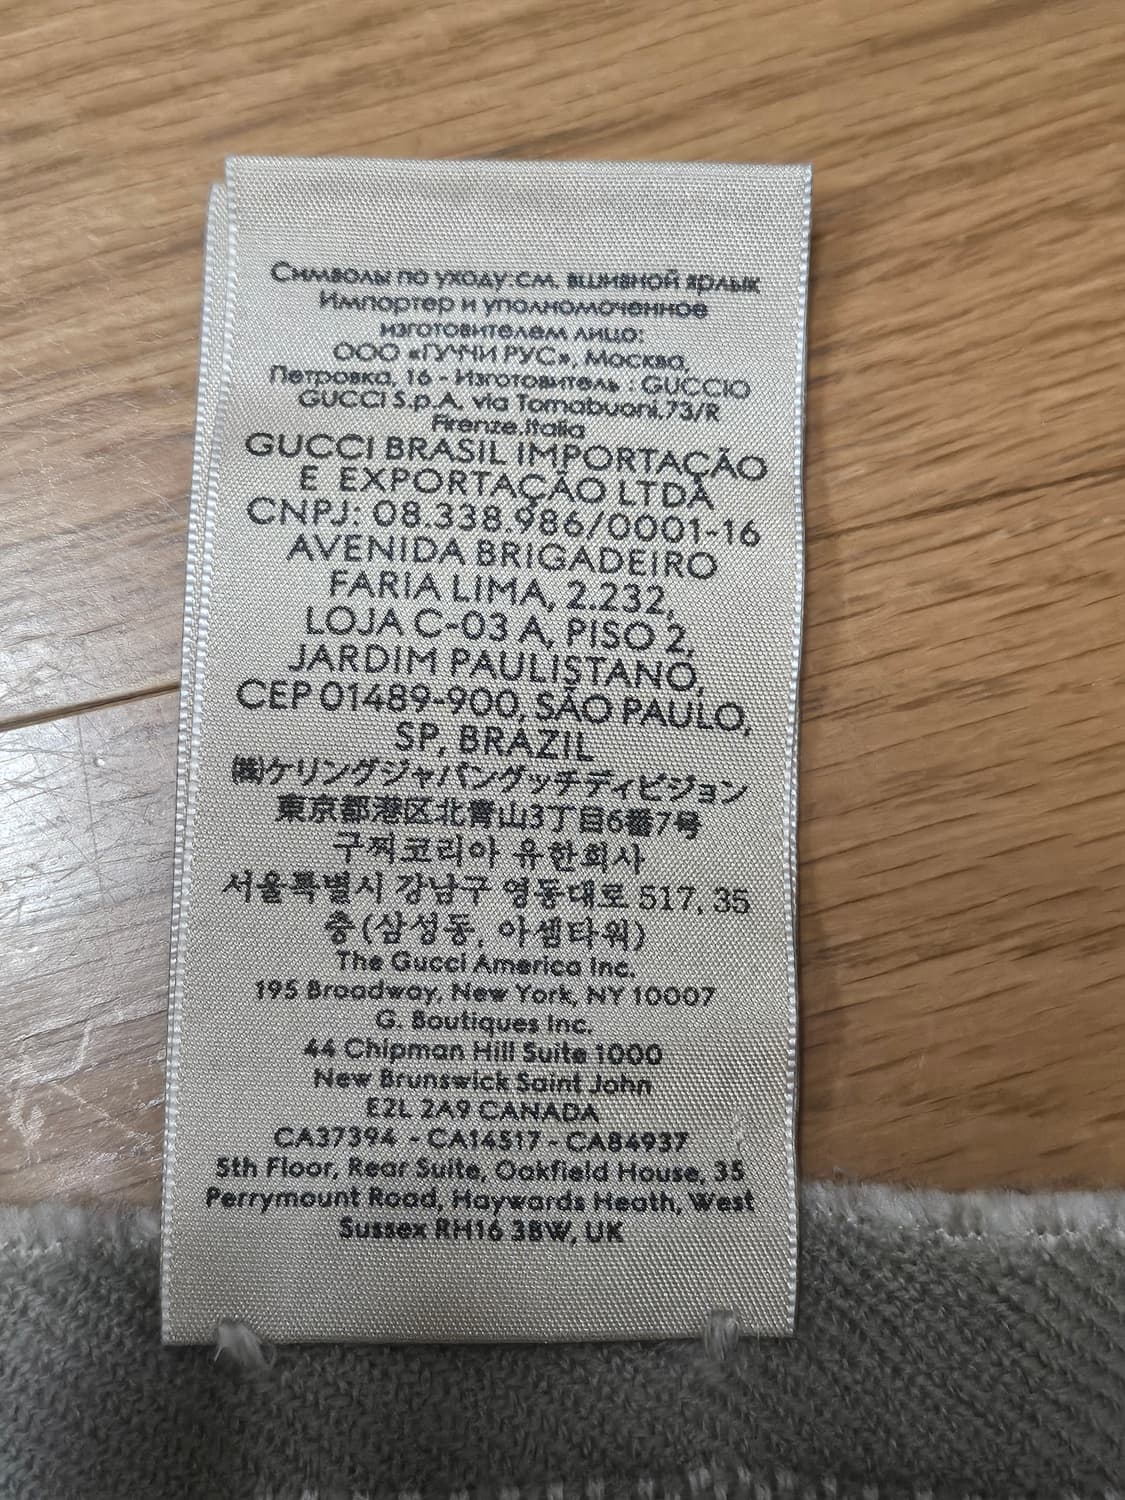 Символы по уходу:см. вшивной ярлык
Импортер и уполномоченное
изготовителем лицо:
ООО «ГУЧЧИ РУС», Москва,
Петровка, 16 - Изготовитель : GUCCIO
GUCCI S.p.A. via Tornabuoni.73/R
Firenze.Italia
GUCCI BRASIL IMPORTAÇÃO
E EXPORTAÇÃO LTDA
CNPJ: 08.338.986/0001-16
AVENIDA BRIGADEIRO
FARIA LIMA, 2.232,
LOJA C-03 A, PISO 2,
JARDIM PAULISTANO,
CEP 01489-900, SÃO PAULO,
SP, BRAZIL
㈱ケリングジャパングッチディビジョン
東京都港区北青山3丁目6番7号
구찌코리아 유한회사
서울특별시 강남구 영동대로 517, 35
층(삼성동, 아셈타워)
The Gucci America Inc.
195 Broadway, New York, NY 10007
G. Boutiques Inc.
44 Chipman Hill Suite 1000
New Brunswick Saint John
E2L 2A9 CANADA
CA37394 - CA14517 - CA84937
5th Floor, Rear Suite, Oakfield House, 35
Perrymount Road, Haywards Heath, West
Sussex RH16 3BW, UK